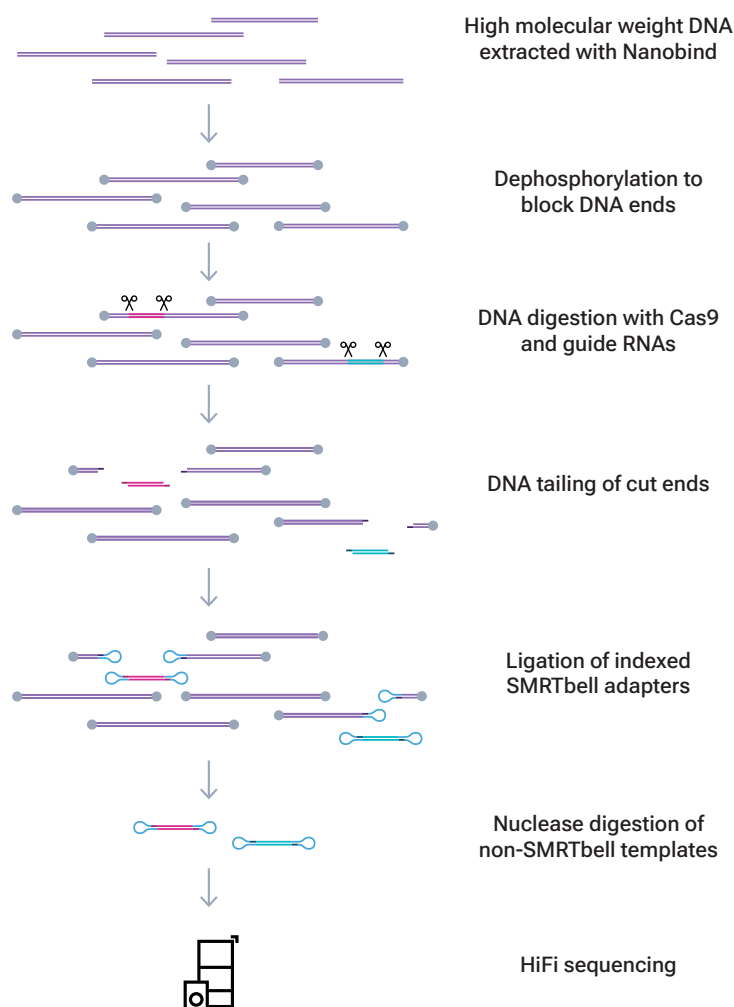 High molecular weight DNA
extracted with Nanobind
Dephosphorylation to
block DNA ends
DNA digestion with Cas9
and guide RNAs
DNA tailing of cut ends
Ligation of indexed
SMRTbell adapters
Nuclease digestion of
non-SMRTbell templates
HiFi sequencing